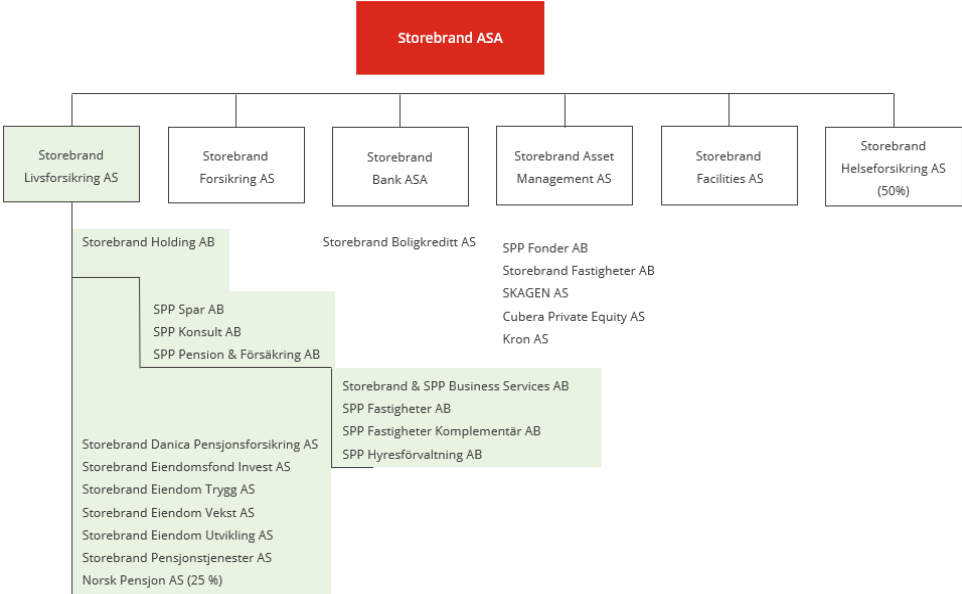 Storebrand ASA
Storebrand
Livsforsikring AS
Storebrand
Forsikring AS
Storebrand
Bank ASA
Storebrand Asset
Management AS
Storebrand
Facilities AS
Storebrand
Helseforsikring AS
(50%)
Storebrand Holding AB
SPP Spar AB
SPP Konsult AB
SPP Pension & Försäkring AB
Storebrand & SPP Business Services AB
SPP Fastigheter AB
SPP Fastigheter Komplementär AB
SPP Hyresförvaltning AB
Storebrand Danica Pensjonsforsikring AS
Storebrand Eiendomsfond Invest AS
Storebrand Eiendom Trygg AS
Storebrand Eiendom Vekst AS
Storebrand Eiendom Utvikling AS
Storebrand Pensjonstjenester AS
Norsk Pensjon AS (25 %)
Storebrand Boligkreditt AS
SPP Fonder AB
Storebrand Fastigheter AB
SKAGEN AS
Cubera Private Equity AS
Kron AS